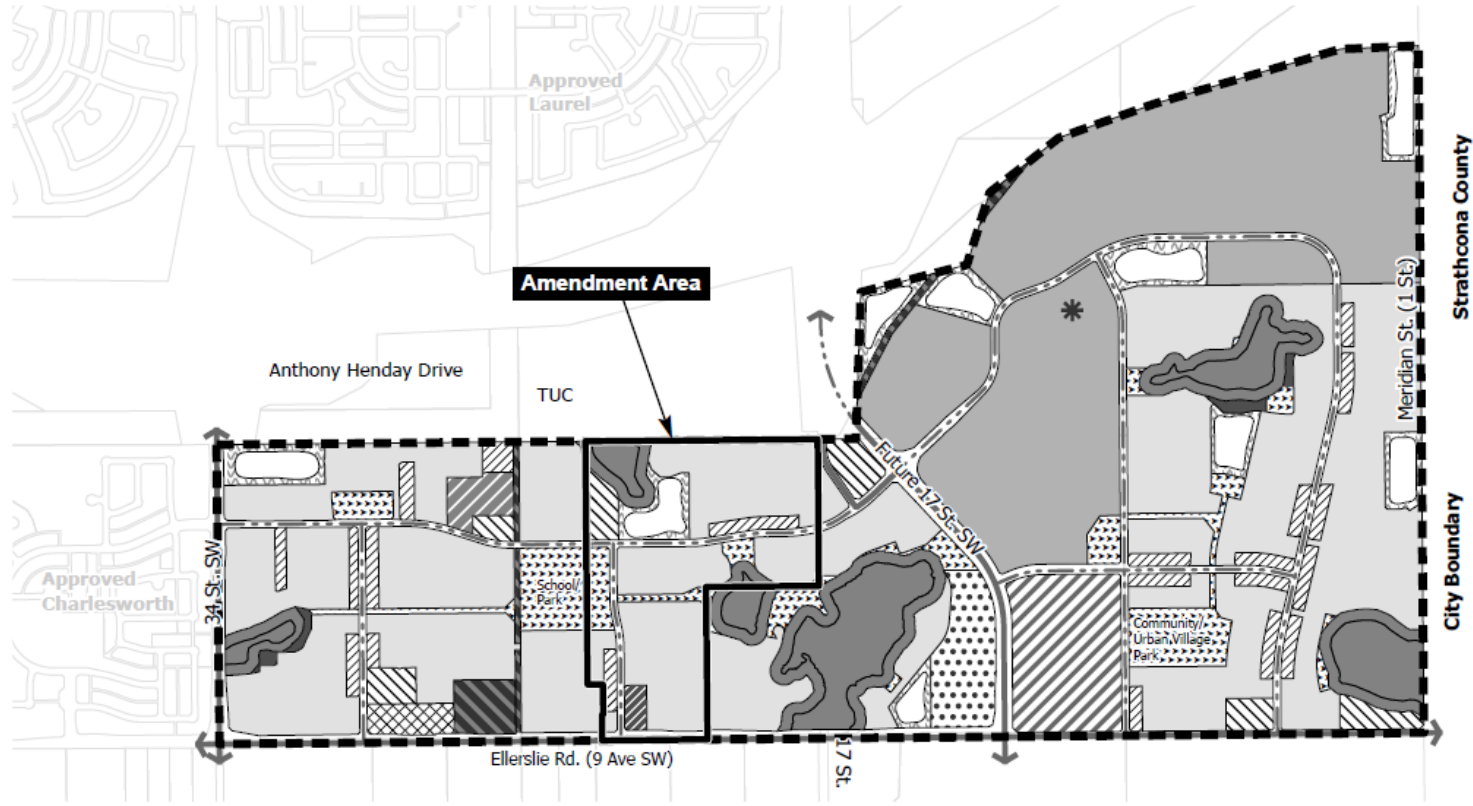 Approved
Laurel
Strathcona County
Amendment Area
Meridian St. (1 St.)
Anthony Henday Drive
TUC
Future 17 St. SW
34 St. SW
Approved
Charlesworth
School/
Park
City Boundary
Community/
Urban Village
Park
Ellerslie Rd. (9 Ave SW)
17 St.